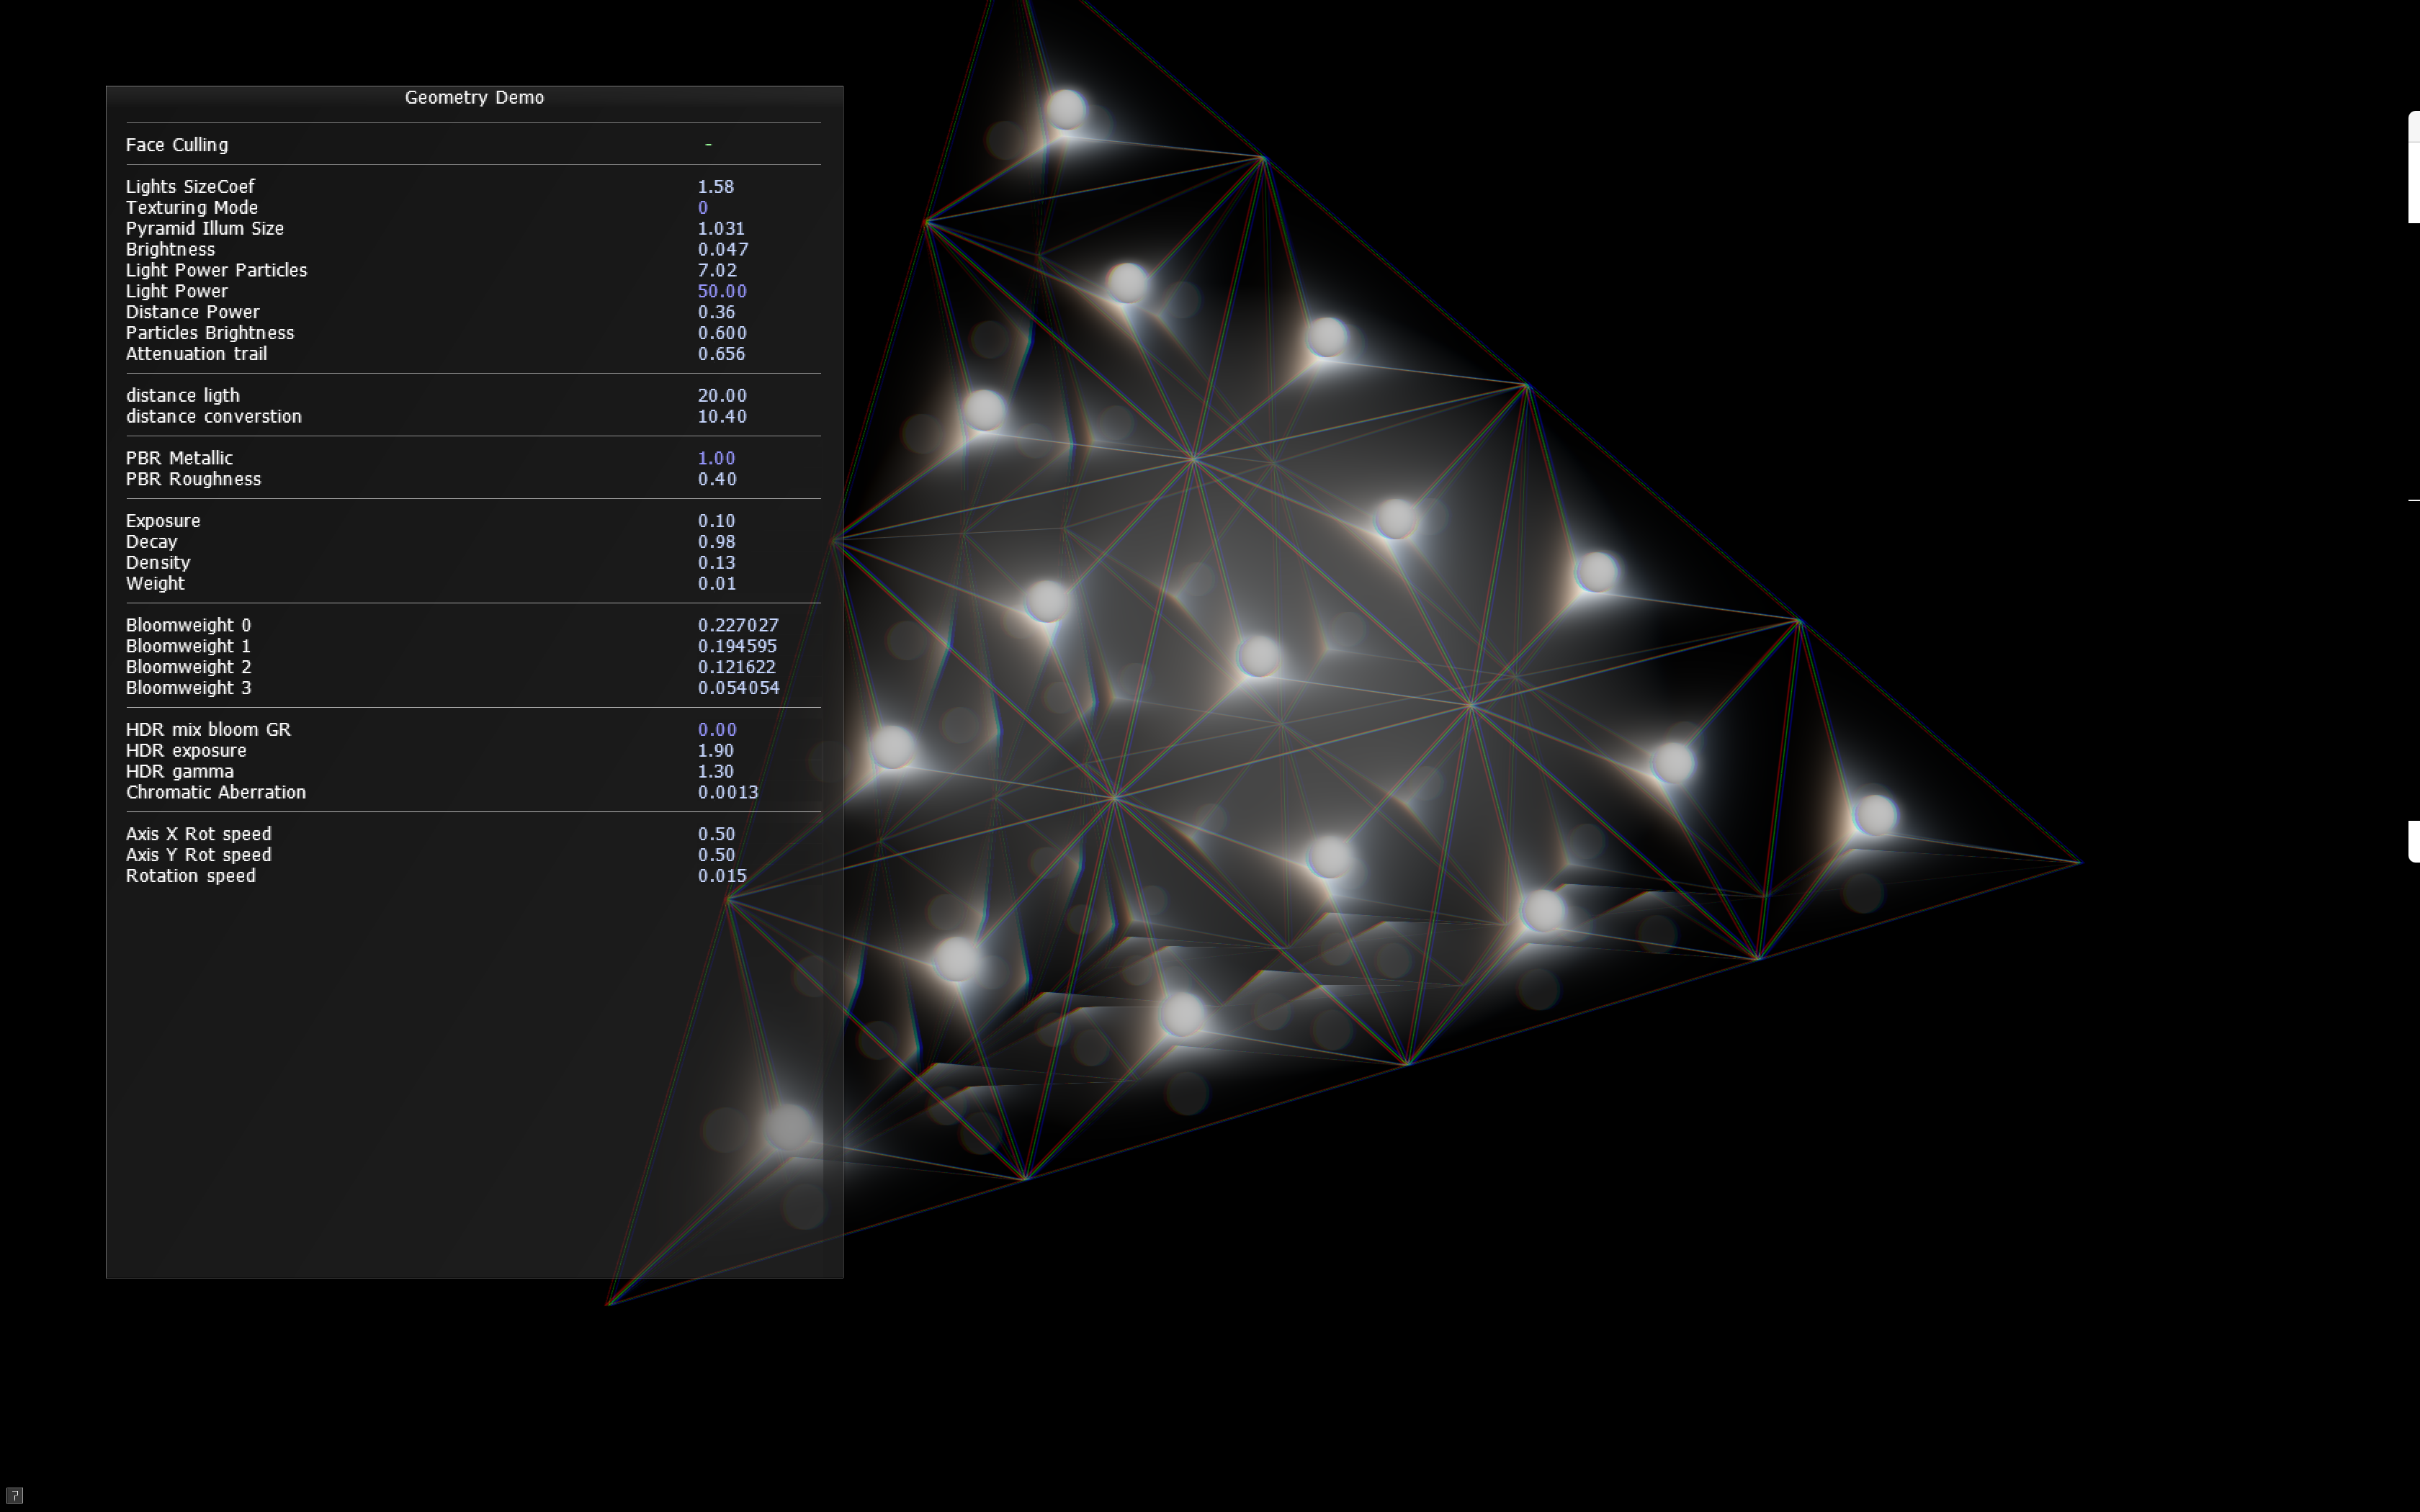 Geometry Demo
Face Culling -
Lights SizeCoef 1.58
Texturing Mode 0
Pyramid Illum Size 1.031
Brightness 0.047
Light Power Particles 7.02
Light Power 50.00
Distance Power 0.36
Particles Brightness 0.600
Attenuation trail 0.656
distance ligth 20.00
distance converstion 10.40
PBR Metallic 1.00
PBR Roughness 0.40
Exposure 0.10
Decay 0.98
Density 0.13
Weight 0.01
Bloomweight 0 0.227027
Bloomweight 1 0.194595
Bloomweight 2 0.121622
Bloomweight 3 0.054054
HDR mix bloom GR 0.00
HDR exposure 1.90
HDR gamma 1.30
Chromatic Aberration 0.0013
Axis X Rot speed 0.50
Axis Y Rot speed 0.50
Rotation speed 0.015
?